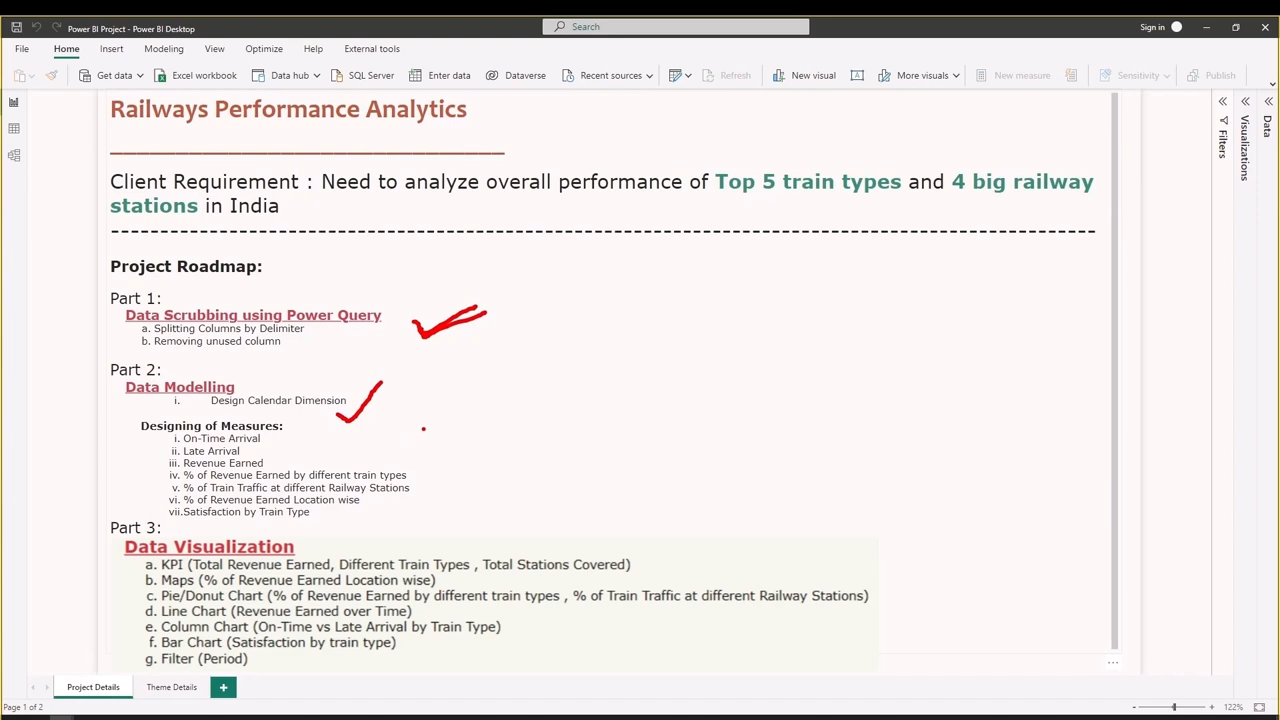 Power BI Project - Power BI Desktop
Search
Sign in
File Home Insert Modeling View Optimize Help External tools
Get data Excel workbook Data hub SQL Server Enter data Dataverse Recent sources Refresh New visual More visuals New measure Sensitivity Publish
Railways Performance Analytics
Client Requirement : Need to analyze overall performance of Top 5 train types and 4 big railway
stations in India
Project Roadmap:
Part 1:
Data Scrubbing using Power Query
a. Splitting Columns by Delimiter
b. Removing unused column
Part 2:
Data Modelling
i. Design Calendar Dimension
Designing of Measures:
i. On-Time Arrival
ii. Late Arrival
iii. Revenue Earned
iv. % of Revenue Earned by different train types
v. % of Train Traffic at different Railway Stations
vi. % of Revenue Earned Location wise
vii.Satisfaction by Train Type
Part 3:
Data Visualization
a. KPI (Total Revenue Earned, Different Train Types , Total Stations Covered)
b. Maps (% of Revenue Earned Location wise)
c. Pie/Donut Chart (% of Revenue Earned by different train types , % of Train Traffic at different Railway Stations)
d. Line Chart (Revenue Earned over Time)
e. Column Chart (On-Time vs Late Arrival by Train Type)
f. Bar Chart (Satisfaction by train type)
g. Filter (Period)
Filters
Visualizations
Data
Project Details Theme Details
Page 1 of 2
122%